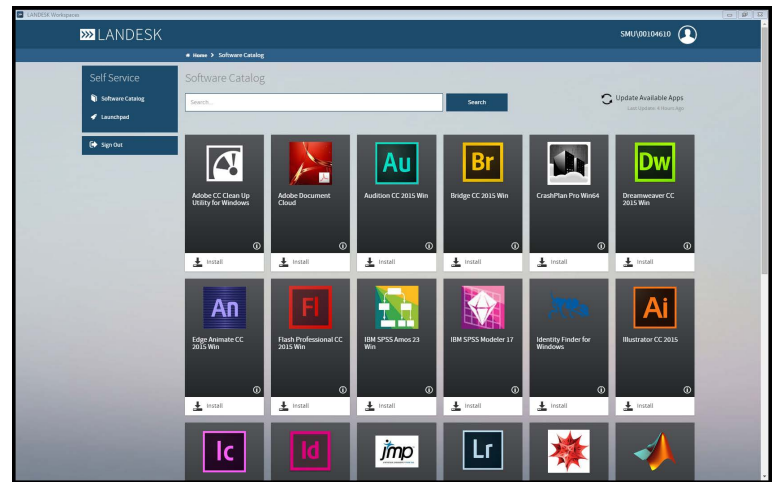 LANDESK Workspaces
LANDESK
SMU\00104610
Home > Software Catalog
Self Service
Software Catalog
Launchpad
Sign Out
Software Catalog
Search...
Search
Update Available Apps
Last Update: 4 Hours Ago
Adobe CC Clean Up
Utility for Windows
Install
Adobe Document
Cloud
Install
Au
Audition CC 2015 Win
Install
Br
Bridge CC 2015 Win
Install
CrashPlan Pro Win64
Install
Dw
Dreamweaver CC
2015 Win
Install
An
Edge Animate CC
2015 Win
Install
Fl
Flash Professional CC
2015 Win
Install
IBM SPSS Amos 23
Win
Install
IBM SPSS Modeler 17
Install
Identity Finder for
Windows
Install
Ai
Illustrator CC 2015
Install
Ic
Id
jmp
Lr